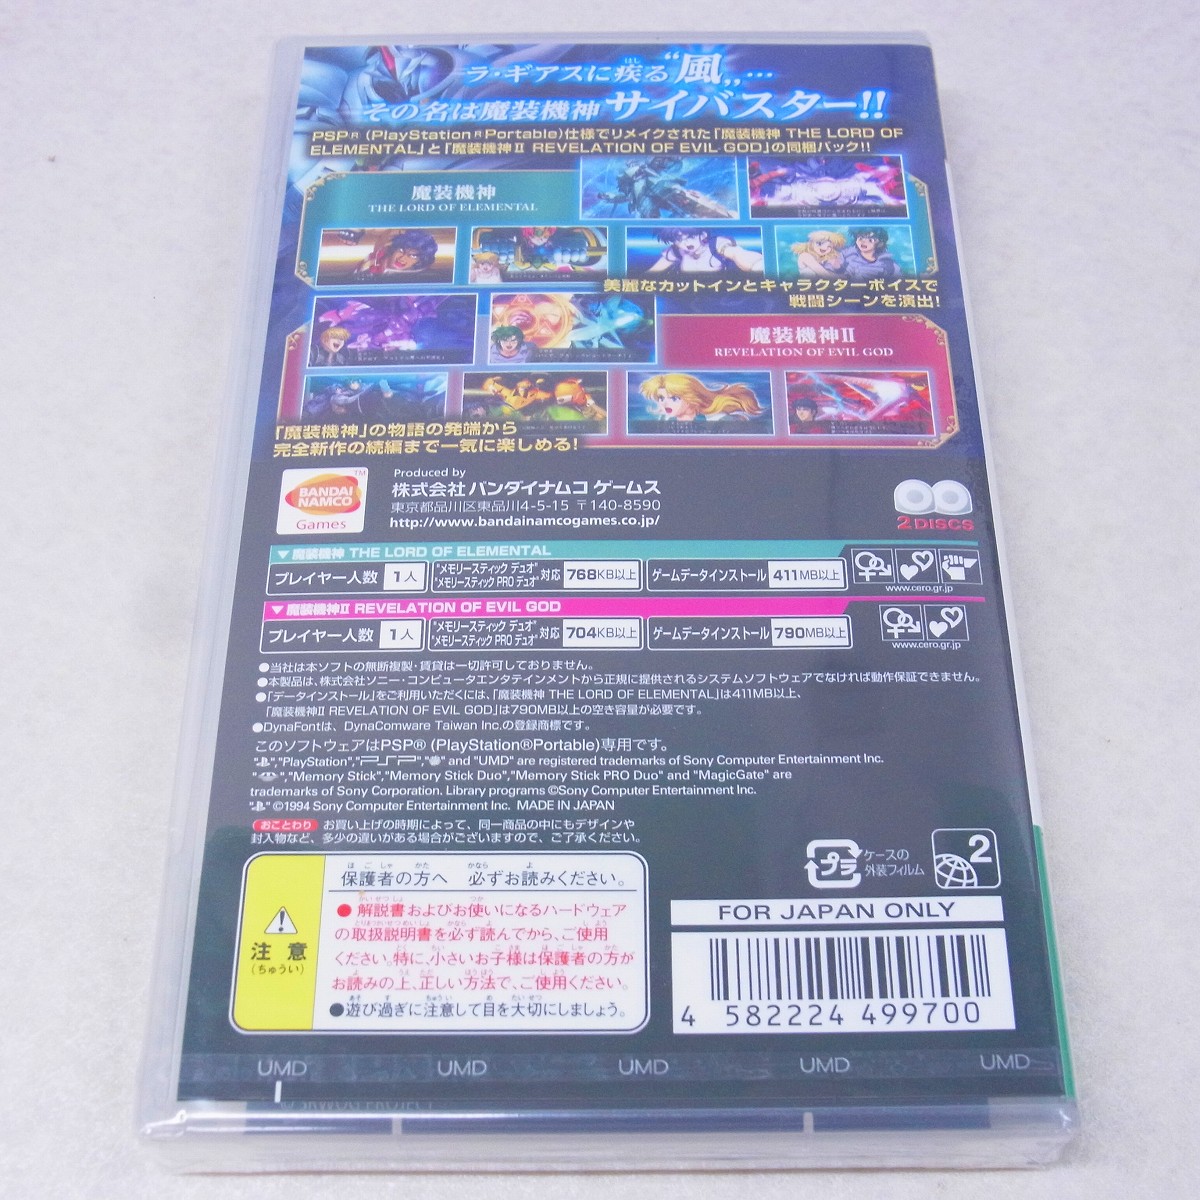 ラ・ギアスに疾る“風„…
はし
その名は魔装機神 サイバスター!!
PSP® (PlayStation®Portable)仕様でリメイクされた「魔装機神 THE LORD OF
ELEMENTAL」と「魔装機神Ⅱ REVELATION OF EVIL GOD」の同梱パック!!
魔装機神
THE LORD OF ELEMENTAL
美麗なカットインとキャラクターボイスで
戦闘シーンを演出!
魔装機神Ⅱ
REVELATION OF EVIL GOD
「魔装機神」の物語の発端から
完全新作の続編まで一気に楽しめる!
BANDAI
NAMCO
Games
TM
Produced by
株式会社 バンダイナムコ ゲームス
東京都品川区東品川4-5-15 〒140-8590
http://www.bandainamcogames.co.jp/
2 DISCS
▼魔装機神 THE LORD OF ELEMENTAL
プレイヤー人数 1人 "メモリースティック デュオ" "メモリースティック PRO デュオ" 対応 768KB以上 ゲームデータインストール 411MB以上
www.cero.gr.jp
▼魔装機神Ⅱ REVELATION OF EVIL GOD
プレイヤー人数 1人 "メモリースティック デュオ" "メモリースティック PRO デュオ" 対応 704KB以上 ゲームデータインストール 790MB以上
www.cero.gr.jp
●当社は本ソフトの無断複製・賃貸は一切許可しておりません。
●本製品は、株式会社ソニー・コンピュータエンタテインメントから正規に提供されるシステムソフトウェアでなければ動作保証できません。
●「データインストール」をご利用いただくには、「魔装機神 THE LORD OF ELEMENTAL」は411MB以上、
「魔装機神Ⅱ REVELATION OF EVIL GOD」は790MB以上の空き容量が必要です。
●DynaFontは、DynaComware Taiwan Inc.の登録商標です。
このソフトウェアはPSP® (PlayStation®Portable)専用です。
" ","PlayStation","PSP"," " and "UMD" are registered trademarks of Sony Computer Entertainment Inc.
" ","Memory Stick","Memory Stick Duo","Memory Stick PRO Duo" and "MagicGate" are
trademarks of Sony Corporation. Library programs ©Sony Computer Entertainment Inc.
" " ©1994 Sony Computer Entertainment Inc. MADE IN JAPAN
おことわり お買い上げの時期によって、同一商品の中にもデザインや
封入物など、多少の違いがある場合がございますので、ご了承ください。
プラ
ケースの
外装フィルム
2
注意
(ちゅうい)
保護者の方へ 必ずお読みください。
●解説書およびお使いになるハードウェア
の取扱説明書を必ず読んでから、ご使用
ください。特に、小さいお子様は保護者の方が
お読みの上、正しい方法で、ご使用ください。
●遊び過ぎに注意して目を大切にしましょう。
FOR JAPAN ONLY
4 582224 499700
UMD UMD UMD UMD UMD
© SRWOG PROJECT